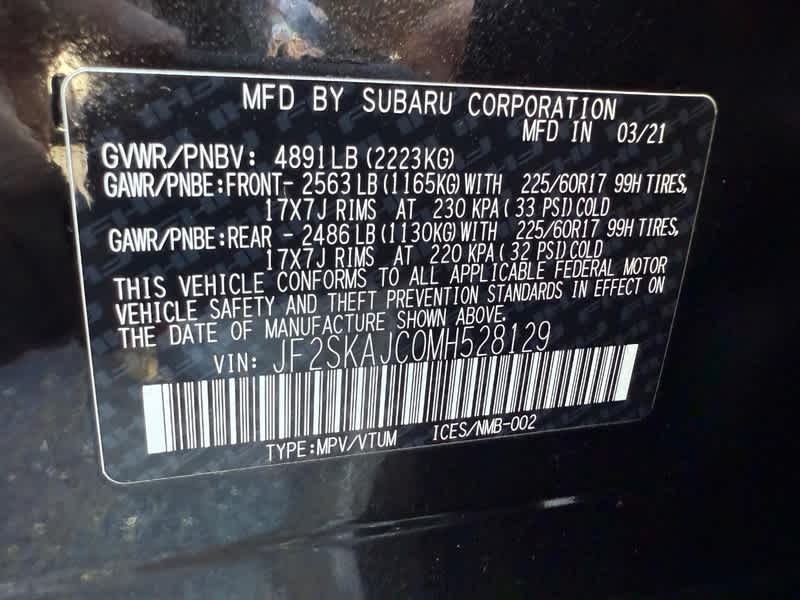 MFD BY SUBARU CORPORATION
MFD IN 03/21
GVWR/PNBV: 4891LB (2223KG)
GAWR/PNBE:FRONT- 2563LB (1165KG)WITH 225/60R17 99H TIRES,
17X7J RIMS AT 230 KPA( 33 PSI)COLD
GAWR/PNBE:REAR - 2486LB (1130KG)WITH 225/60R17 99H TIRES,
17X7J RIMS AT 220 KPA( 32 PSI)COLD
THIS VEHICLE CONFORMS TO ALL APPLICABLE FEDERAL MOTOR
VEHICLE SAFETY AND THEFT PREVENTION STANDARDS IN EFFECT ON
THE DATE OF MANUFACTURE SHOWN ABOVE.
VIN: JF2SKAJC0MH528129
TYPE:MPV/VTUM ICES/NMB-002